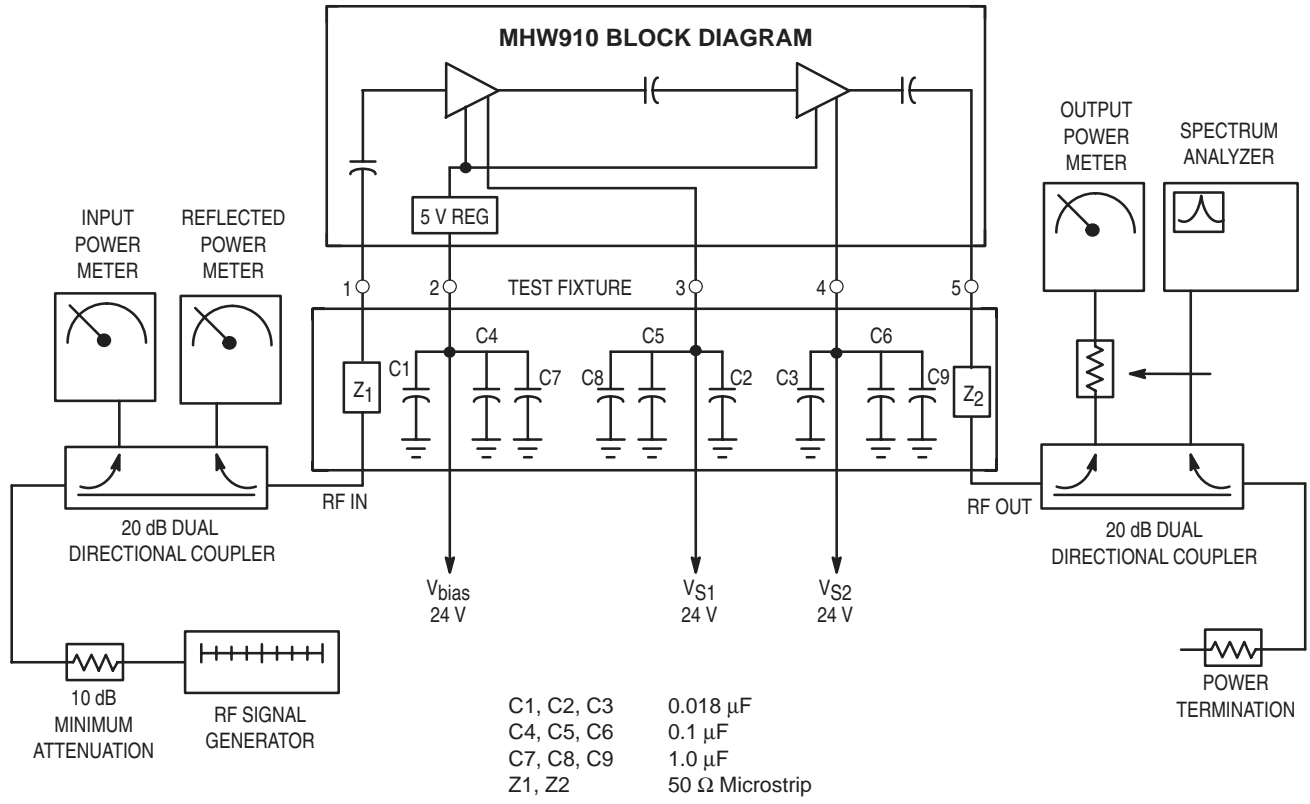 MHW910 BLOCK DIAGRAM
5 V REG
INPUT
POWER
METER
REFLECTED
POWER
METER
OUTPUT
POWER
METER
SPECTRUM
ANALYZER
1
2
TEST FIXTURE
3
4
5
Z1
C1
C4
C7
C8
C5
C2
C3
C6
C9
Z2
RF IN
RF OUT
20 dB DUAL
DIRECTIONAL COUPLER
20 dB DUAL
DIRECTIONAL COUPLER
Vbias
24 V
VS1
24 V
VS2
24 V
10 dB
MINIMUM
ATTENUATION
RF SIGNAL
GENERATOR
POWER
TERMINATION
C1, C2, C3 0.018 μF
C4, C5, C6 0.1 μF
C7, C8, C9 1.0 μF
Z1, Z2 50 Ω Microstrip